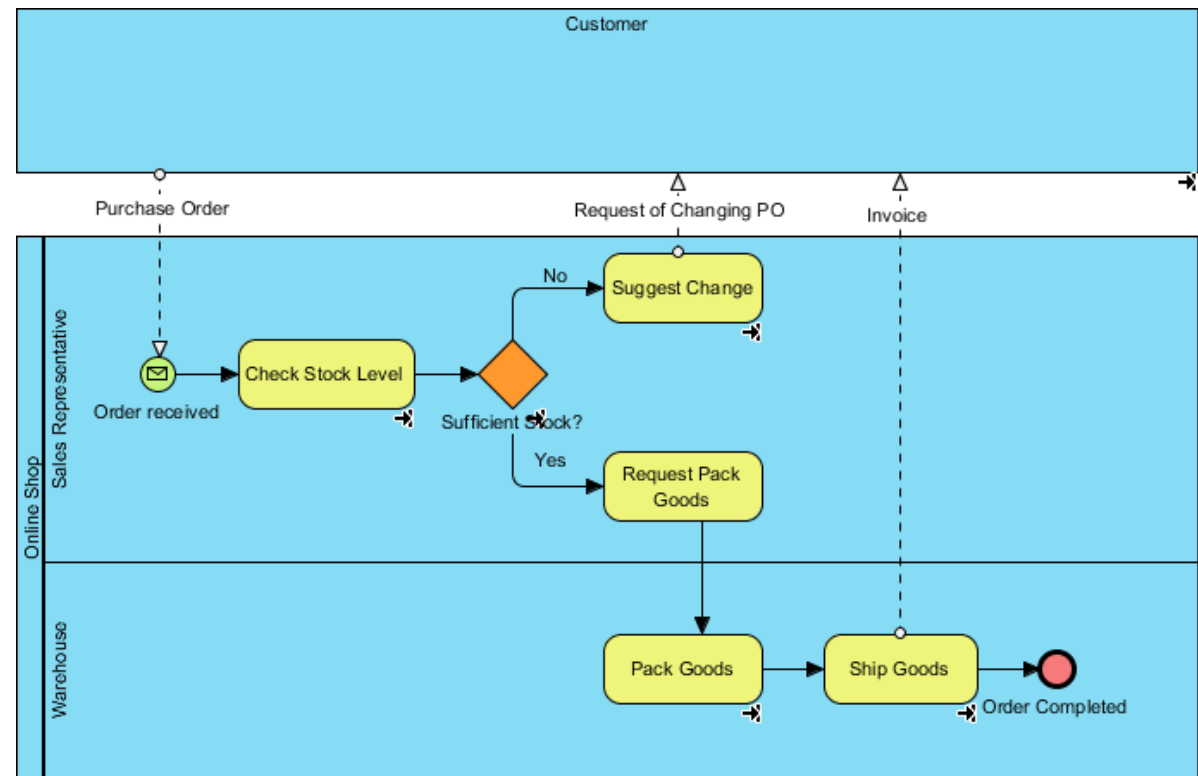 Customer
Purchase Order
Request of Changing PO
Invoice
Online Shop
Sales Representative
No
Suggest Change
Check Stock Level
Order received
Sufficient Stock?
Yes
Request Pack
Goods
Warehouse
Pack Goods
Ship Goods
Order Completed